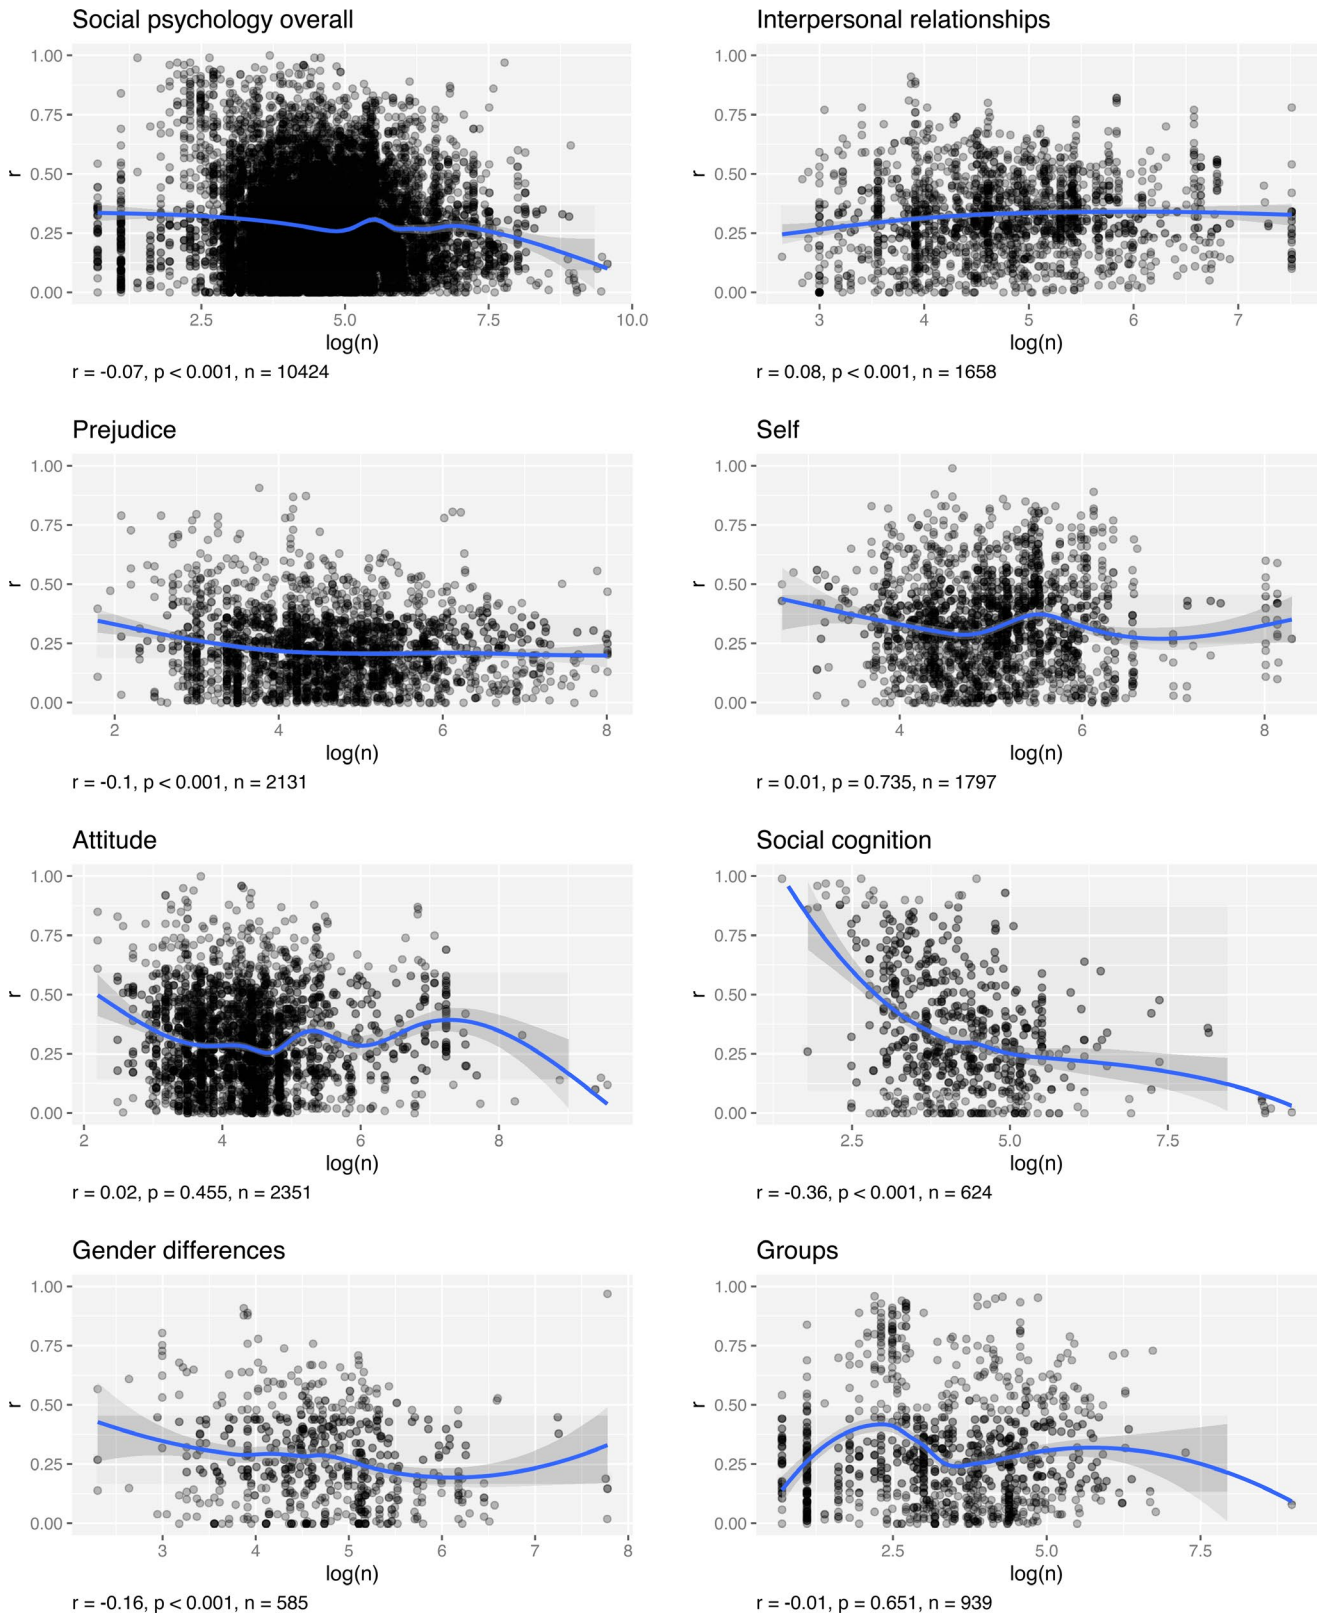 Social psychology overall
1.00
0.75
0.50
0.25
0.00
r
2.5 5.0 7.5 10.0
log(n)
r = -0.07, p < 0.001, n = 10424
Interpersonal relationships
1.00
0.75
0.50
0.25
0.00
r
3 4 5 6 7
log(n)
r = 0.08, p < 0.001, n = 1658
Prejudice
1.00
0.75
0.50
0.25
0.00
r
2 4 6 8
log(n)
r = -0.1, p < 0.001, n = 2131
Self
1.00
0.75
0.50
0.25
0.00
r
4 6 8
log(n)
r = 0.01, p = 0.735, n = 1797
Attitude
1.00
0.75
0.50
0.25
0.00
r
2 4 6 8
log(n)
r = 0.02, p = 0.455, n = 2351
Social cognition
1.00
0.75
0.50
0.25
0.00
r
2.5 5.0 7.5
log(n)
r = -0.36, p < 0.001, n = 624
Gender differences
1.00
0.75
0.50
0.25
0.00
r
3 4 5 6 7 8
log(n)
r = -0.16, p < 0.001, n = 585
Groups
1.00
0.75
0.50
0.25
0.00
r
2.5 5.0 7.5
log(n)
r = -0.01, p = 0.651, n = 939